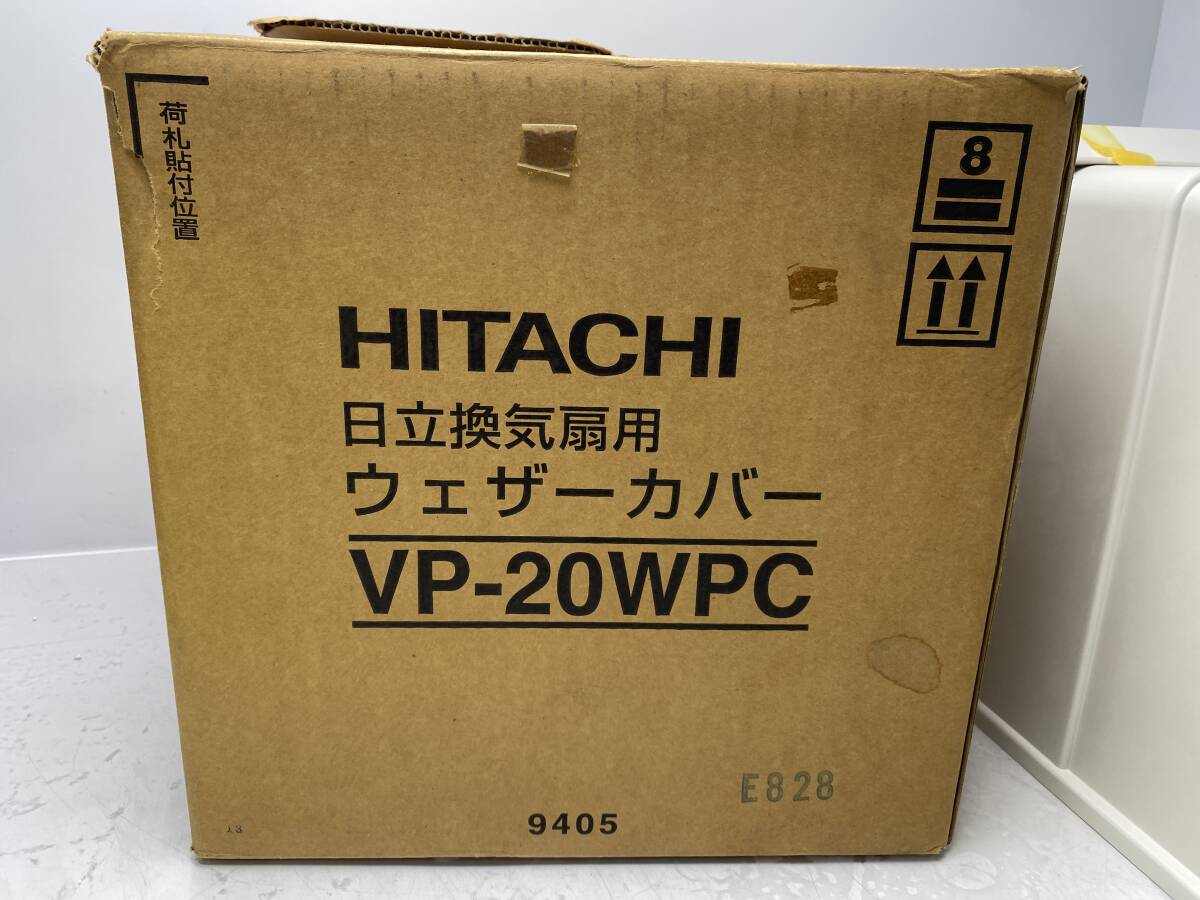 荷札貼付位置
8
HITACHI
日立換気扇用
ウェザーカバー
VP-20WPC
E828
9405